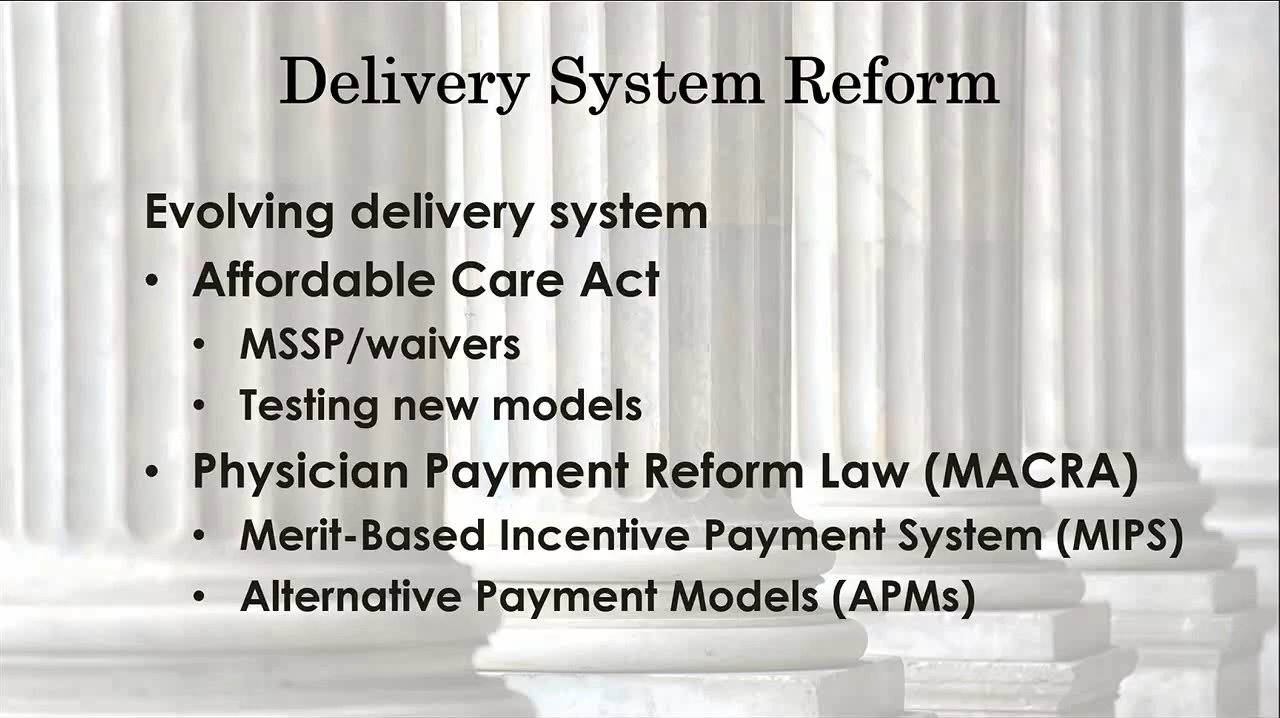 Delivery System Reform
Evolving delivery system
• Affordable Care Act
• MSSP/waivers
• Testing new models
• Physician Payment Reform Law (MACRA)
• Merit-Based Incentive Payment System (MIPS)
• Alternative Payment Models (APMs)